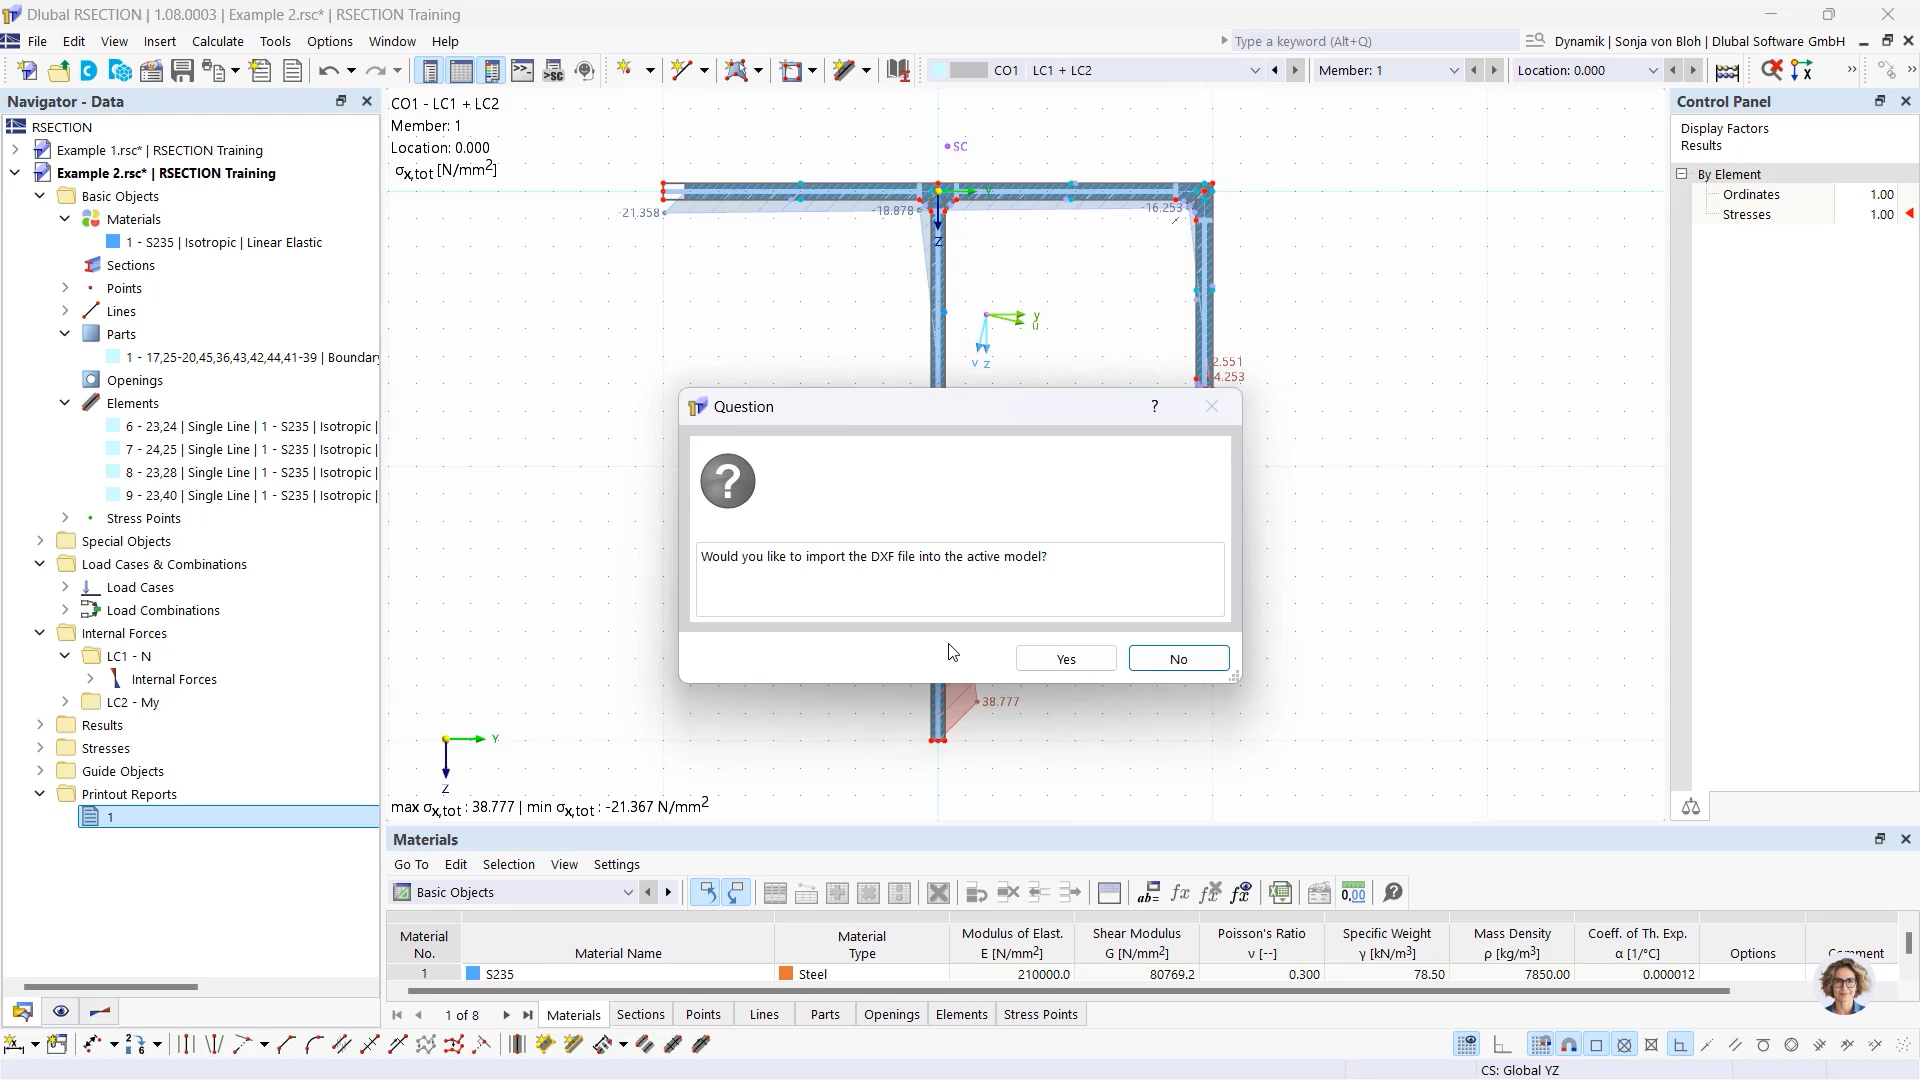 Dlubal RSECTION | 1.08.0003 | Example 2.rsc* | RSECTION Training
File Edit View Insert Calculate Tools Options Window Help
Type a keyword (Alt+Q)
Dynamik | Sonja von Bloh | Dlubal Software GmbH
CO1 LC1 + LC2
Member: 1
Location: 0.000
Navigator - Data
RSECTION
Example 1.rsc* | RSECTION Training
Example 2.rsc* | RSECTION Training
Basic Objects
Materials
1 - S235 | Isotropic | Linear Elastic
Sections
Points
Lines
Parts
1 - 17,25-20,45,36,43,42,44,41-39 | Boundary
Openings
Elements
6 - 23,24 | Single Line | 1 - S235 | Isotropic |
7 - 24,25 | Single Line | 1 - S235 | Isotropic |
8 - 23,28 | Single Line | 1 - S235 | Isotropic |
9 - 23,40 | Single Line | 1 - S235 | Isotropic |
Stress Points
Special Objects
Load Cases & Combinations
Load Cases
Load Combinations
Internal Forces
LC1 - N
Internal Forces
LC2 - My
Results
Stresses
Guide Objects
Printout Reports
1
CO1 - LC1 + LC2
Member: 1
Location: 0.000
σx,tot [N/mm2]
SC
Y
-21.358
-18.878
-16.253
Z
y
u
v z
2.551
4.253
38.777
Y
Z
max σx,tot : 38.777 | min σx,tot : -21.367 N/mm2
Question
?
Would you like to import the DXF file into the active model?
Yes
No
Control Panel
Display Factors
Results
By Element
Ordinates 1.00
Stresses 1.00
Materials
Go To Edit Selection View Settings
Basic Objects
Material No.
Material Name
Material Type
Modulus of Elast. E [N/mm2]
Shear Modulus G [N/mm2]
Poisson's Ratio ν [--]
Specific Weight γ [kN/m3]
Mass Density ρ [kg/m3]
Coeff. of Th. Exp. α [1/°C]
Options
1 S235 Steel 210000.0 80769.2 0.300 78.50 7850.00 0.000012
1 of 8
Materials Sections Points Lines Parts Openings Elements Stress Points
CS: Global YZ